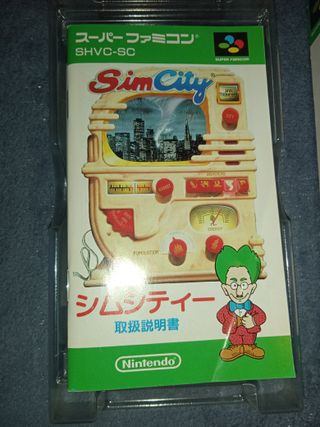 スーパーファミコン
SHVC-SC
SUPER FAMICOM
SimCity
POPULATION
シムシティー
取扱説明書
Nintendo